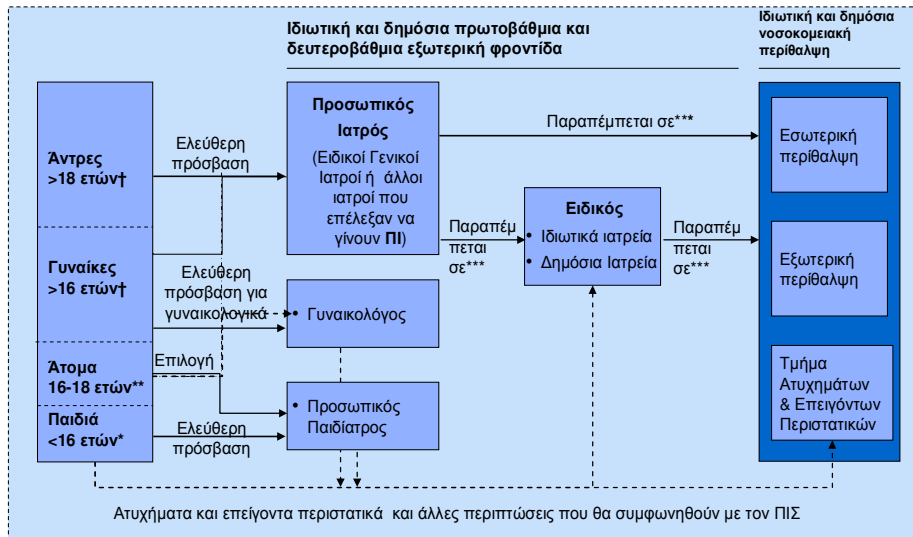 Ιδιωτική και δημόσια πρωτοβάθμια και
δευτεροβάθμια εξωτερική φροντίδα
Ιδιωτική και δημόσια
νοσοκομειακή
περίθαλψη
Άντρες
>18 ετών†
Γυναίκες
>16 ετών†
Άτομα
16-18 ετών**
Παιδιά
<16 ετών*
Ελεύθερη
πρόσβαση
Ελεύθερη
πρόσβαση για
γυναικολογικά
Επιλογή
Ελεύθερη
πρόσβαση
Προσωπικός
Ιατρός
(Ειδικοί Γενικοί
Ιατροί ή άλλοι
ιατροί που
επέλεξαν να
γίνουν ΠΙ)
• Γυναικολόγος
• Προσωπικός
Παιδίατρος
Παραπέμπεται σε***
Παραπέμ
πεται
σε***
Ειδικός
• Ιδιωτικά ιατρεία
• Δημόσια Ιατρεία
Παραπέμ
πεται
σε***
Εσωτερική
περίθαλψη
Εξωτερική
περίθαλψη
Τμήμα
Ατυχημάτων
& Επειγόντων
Περιστατικών
Ατυχήματα και επείγοντα περιστατικά και άλλες περιπτώσεις που θα συμφωνηθούν με τον ΠΙΣ